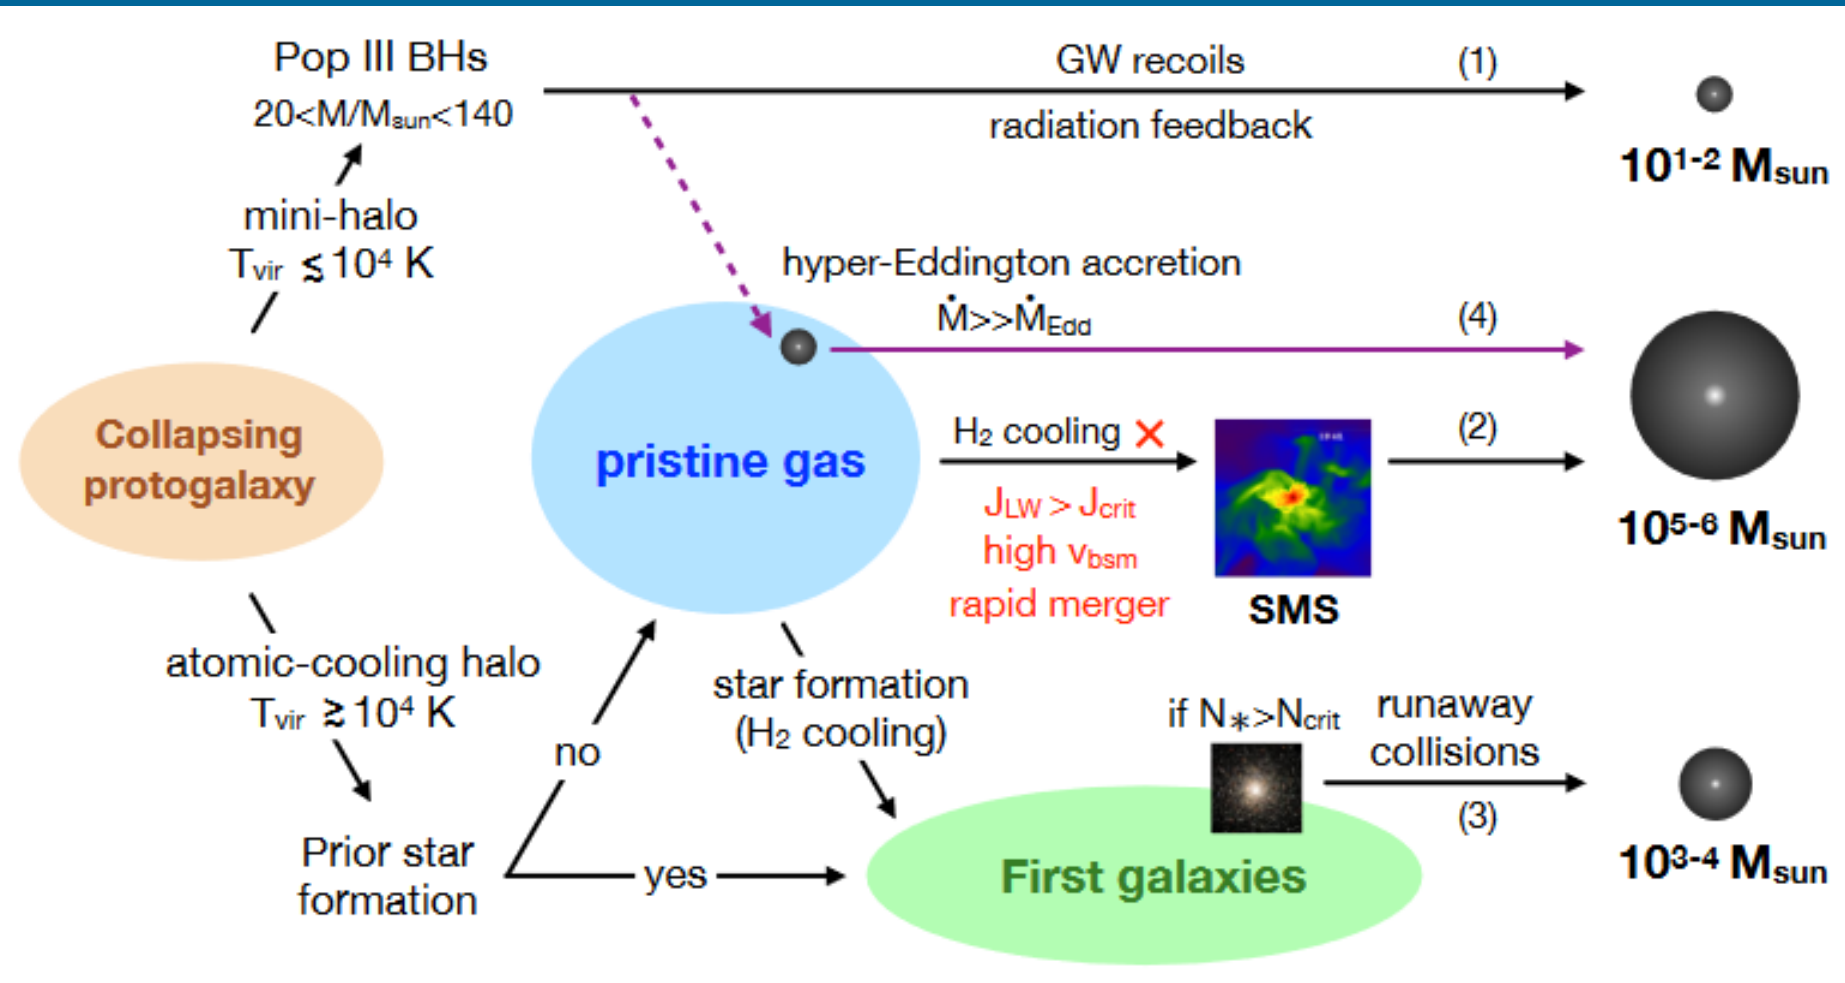 Pop III BHs
20<M/Msun<140
GW recoils
(1)
radiation feedback
10¹⁻² Msun
mini-halo
Tvir ≲ 10⁴ K
hyper-Eddington accretion
Ṁ>>ṀEdd
(4)
Collapsing
protogalaxy
pristine gas
H₂ cooling ×
JLW > Jcrit
high vbsm
rapid merger
SMS
(2)
10⁵⁻⁶ Msun
atomic-cooling halo
Tvir ≳ 10⁴ K
no
star formation
(H₂ cooling)
if N*>Ncrit
runaway
collisions
(3)
10³⁻⁴ Msun
Prior star
formation
yes
First galaxies